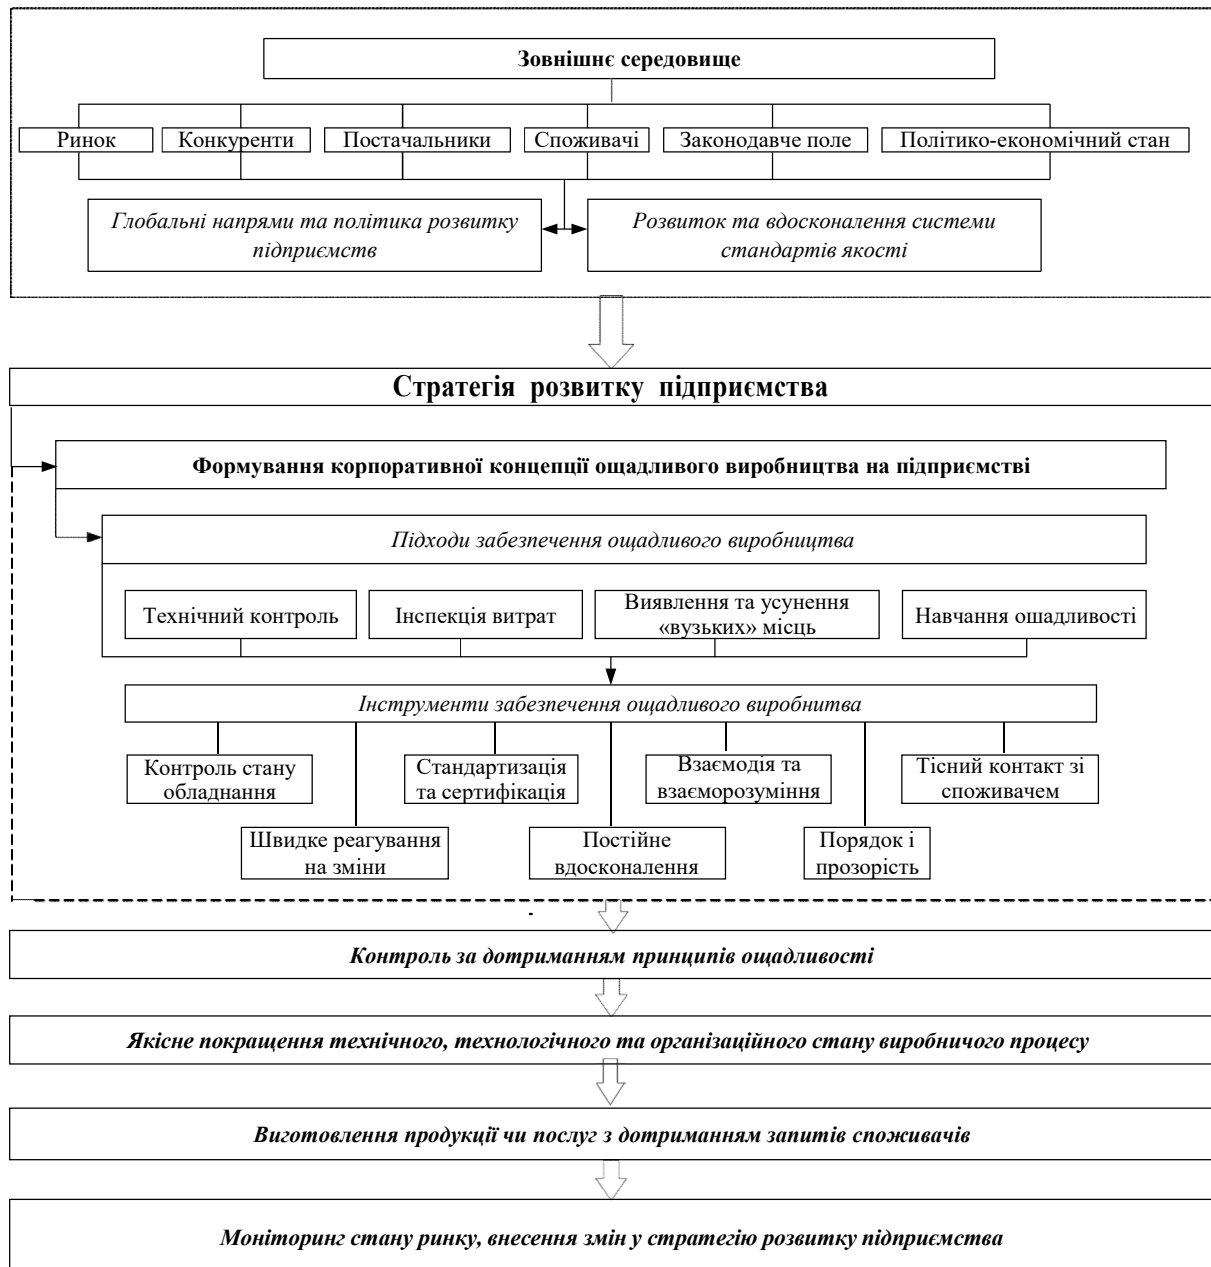 Зовнішнє середовище
Ринок
Конкуренти
Постачальники
Споживачі
Законодавче поле
Політико-економічний стан
Глобальні напрями та політика розвитку
підприємств
Розвиток та вдосконалення системи
стандартів якості
Стратегія розвитку підприємства
Формування корпоративної концепції ощадливого виробництва на підприємстві
Підходи забезпечення ощадливого виробництва
Технічний контроль
Інспекція витрат
Виявлення та усунення
«вузьких» місць
Навчання ошадливості
Інструменти забезпечення ощадливого виробнитва
Контроль стану
обладнання
Стандартизація
та сертифікація
Взаємодія та
взаєморозуміння
Тісний контакт зі
споживачем
Швидке реагування
на зміни
Постійне
вдосконалення
Порядок і
прозорість
Контроль за дотриманням принципів ощадливості
Якісне покращення технічного, технологічного та організаційного стану виробничого процесу
Виготовлення продукції чи послуг з дотриманням запитів споживачів
Моніторинг стану ринку, внесення змін у стратегію розвитку підприємства